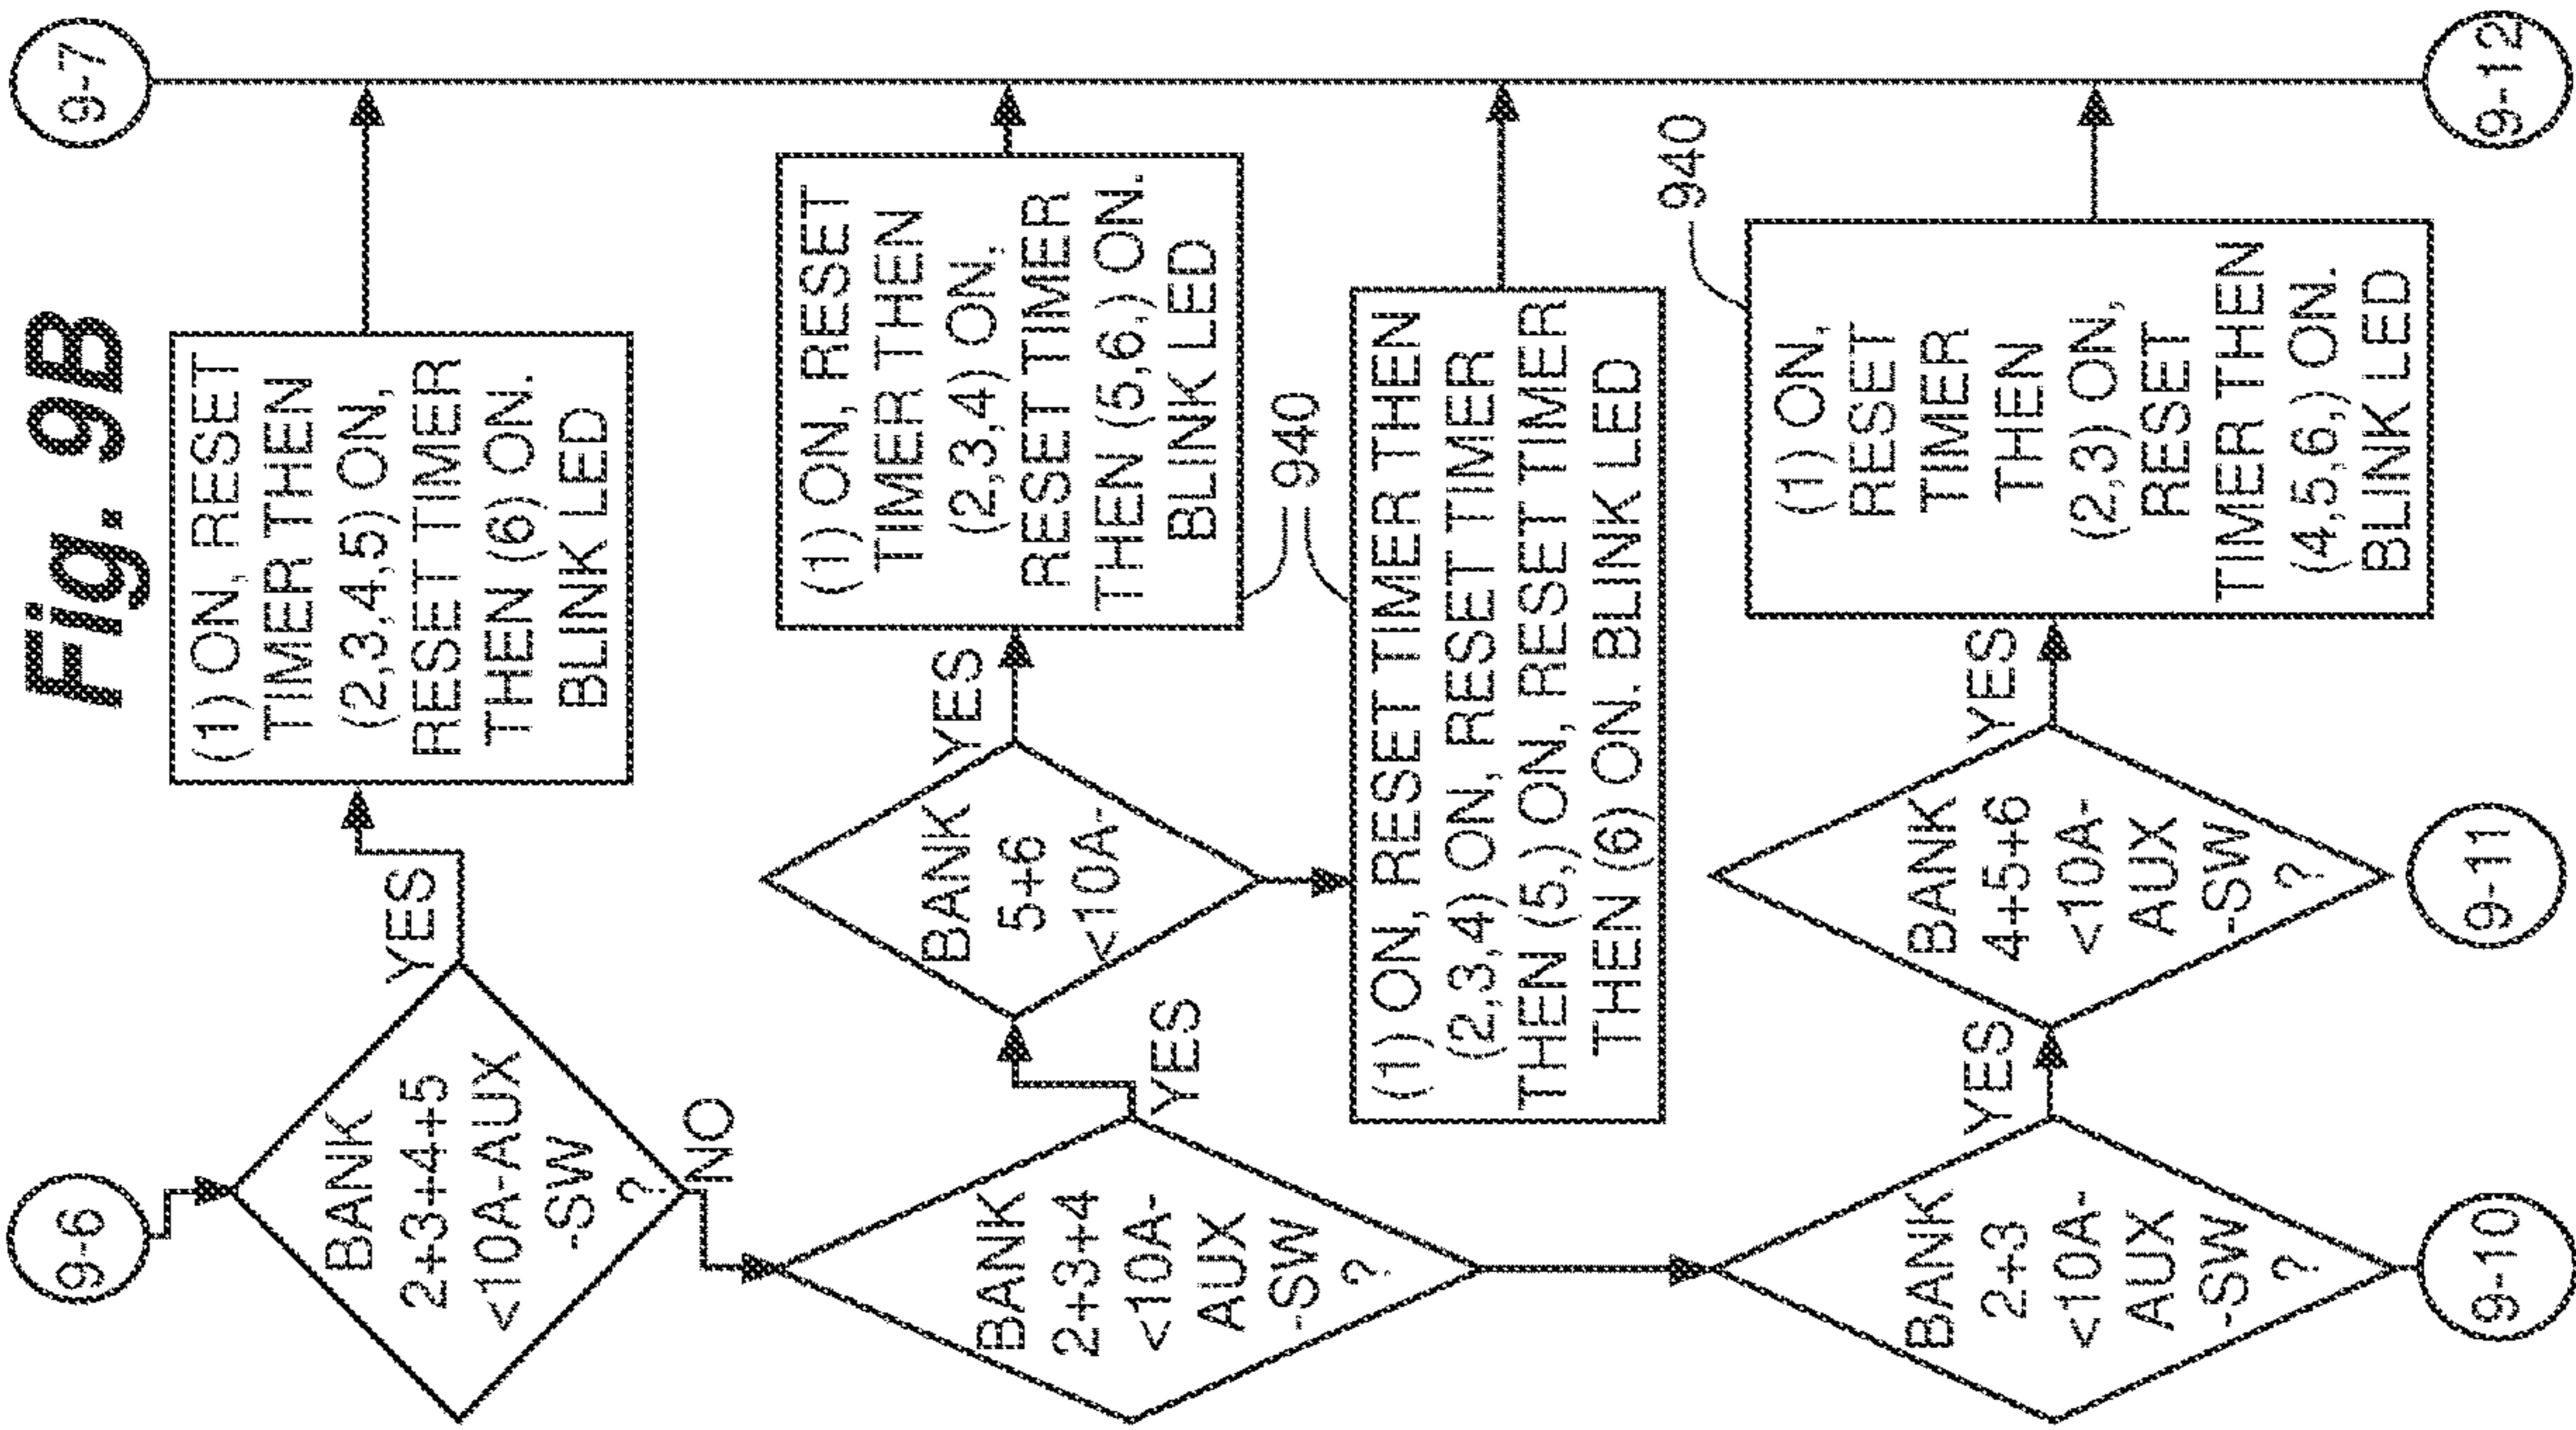 Fig. 9B
9-6
9-7
BANK
2+3+4+5
<10A-AUX
-SW
?
YES
NO
(1) ON, RESET
TIMER THEN
(2,3,4,5) ON,
RESET TIMER
THEN (6) ON.
BLINK LED
BANK
2+3+4
<10A-
AUX
-SW
?
YES
BANK
5+6
<10A-
YES
(1) ON, RESET
TIMER THEN
(2,3,4) ON,
RESET TIMER
THEN (5,6,) ON.
BLINK LED
940
(1) ON, RESET TIMER THEN
(2,3,4) ON, RESET TIMER
THEN (5,) ON, RESET TIMER
THEN (6) ON. BLINK LED
BANK
2+3
<10A-
AUX
-SW
?
YES
BANK
4+5+6
<10A-
AUX
-SW
?
YES
(1) ON,
RESET
TIMER
THEN
(2,3) ON,
RESET
TIMER THEN
(4,5,6,) ON.
BLINK LED
940
9-10
9-11
9-12